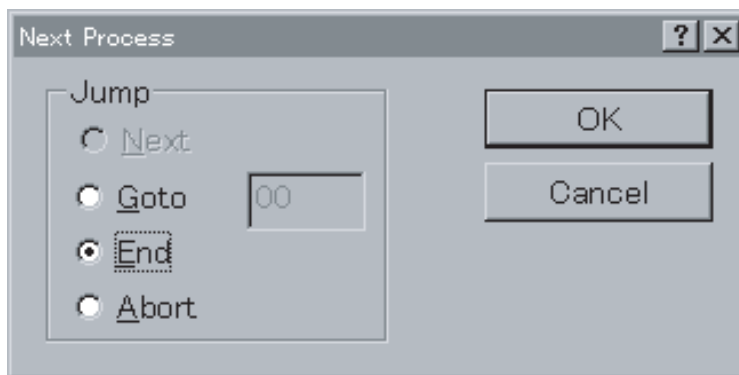 Next Process
? X
Jump
Next
Goto 00
End
Abort
OK
Cancel